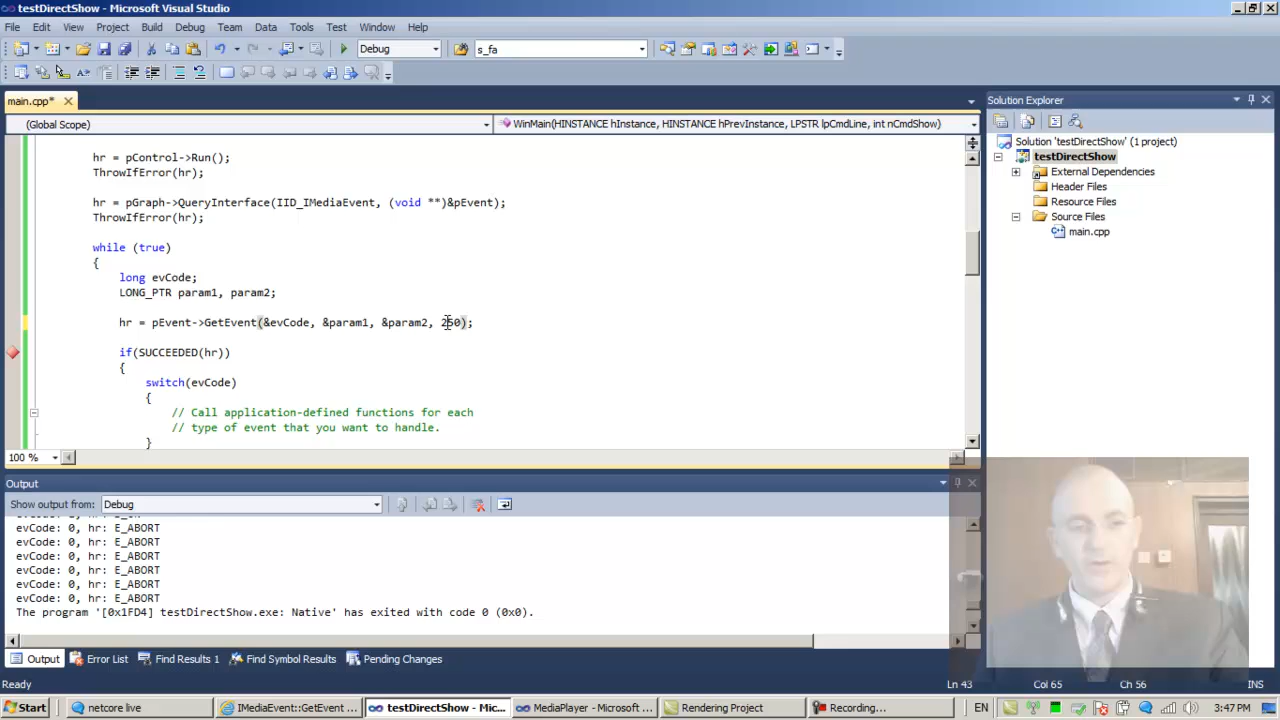 testDirectShow - Microsoft Visual Studio
File Edit View Project Build Debug Team Data Tools Test Window Help
Debug s_fa
main.cpp*
Solution Explorer
(Global Scope) WinMain(HINSTANCE hInstance, HINSTANCE hPrevInstance, LPSTR lpCmdLine, int nCmdShow)
Solution 'testDirectShow' (1 project)
testDirectShow
External Dependencies
Header Files
Resource Files
Source Files
main.cpp
hr = pControl->Run();
ThrowIfError(hr);
hr = pGraph->QueryInterface(IID_IMediaEvent, (void **)&pEvent);
ThrowIfError(hr);
while (true)
{
long evCode;
LONG_PTR param1, param2;
hr = pEvent->GetEvent(&evCode, &param1, &param2, 250);
if(SUCCEEDED(hr))
{
switch(evCode)
{
// Call application-defined functions for each
// type of event that you want to handle.
}
100 %
Output
Show output from: Debug
evCode: 0, hr: E_ABORT
evCode: 0, hr: E_ABORT
evCode: 0, hr: E_ABORT
evCode: 0, hr: E_ABORT
evCode: 0, hr: E_ABORT
evCode: 0, hr: E_ABORT
The program '[0x1FD4] testDirectShow.exe: Native' has exited with code 0 (0x0).
Output Error List Find Results 1 Find Symbol Results Pending Changes
Ready Ln 43 Col 65 Ch 56 INS
Start netcore live IMediaEvent::GetEvent ... testDirectShow - Mic... MediaPlayer - Microsoft ... Rendering Project Recording... EN 3:47 PM